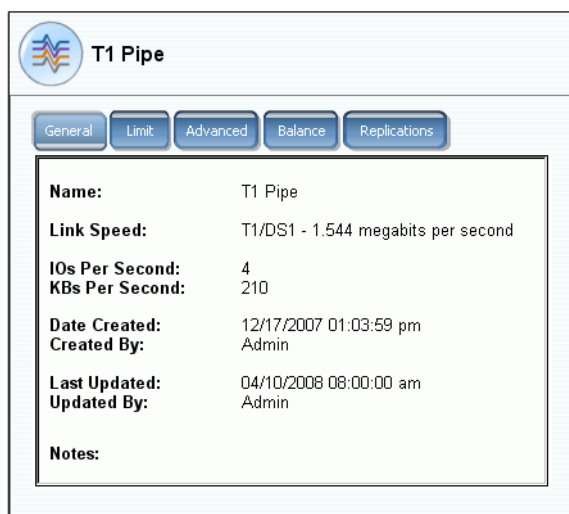 T1 Pipe
General Limit Advanced Balance Replications
Name: T1 Pipe
Link Speed: T1/DS1 - 1.544 megabits per second
IOs Per Second: 4
KBs Per Second: 210
Date Created: 12/17/2007 01:03:59 pm
Created By: Admin
Last Updated: 04/10/2008 08:00:00 am
Updated By: Admin
Notes: